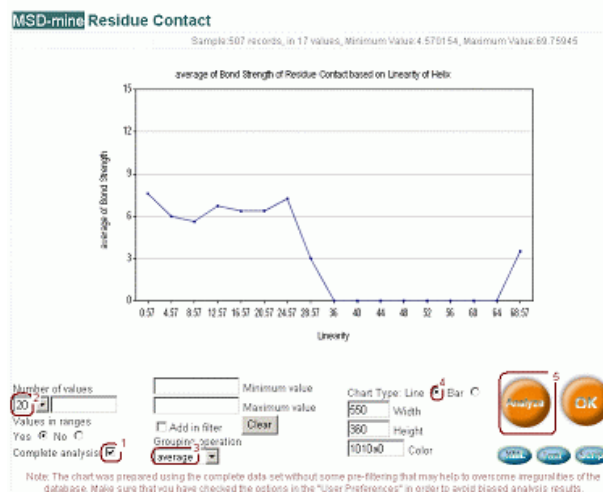 MSD-mine Residue Contact
Sample:507 records, in 17 values, Minimum Value:4.570154, Maximum Value:69.75945
average of Bond Strength of Residue-Contact based on Linearity of Helix
average of Bond Strength
15
12
9
6
3
0
0.57 4.57 8.57 12.57 16.57 20.57 24.57 28.57 36 40 44 48 52 56 60 64 68.57
Linearity
Number of values
20
2
Values in ranges
Yes No
Complete analysis
1
Minimum value
Maximum value
Add in filter
Clear
Grouping operation
average
3
Chart Type: Line Bar
4
550 Width
360 Height
1010a0 Color
5
Analyze
OK
Note: The chart was prepared using the complete data set without some pre-filtering that may help to overcome irregularities of the
database. Make sure that you have checked the options in the "User Preferences" in order to avoid biased analysis results.